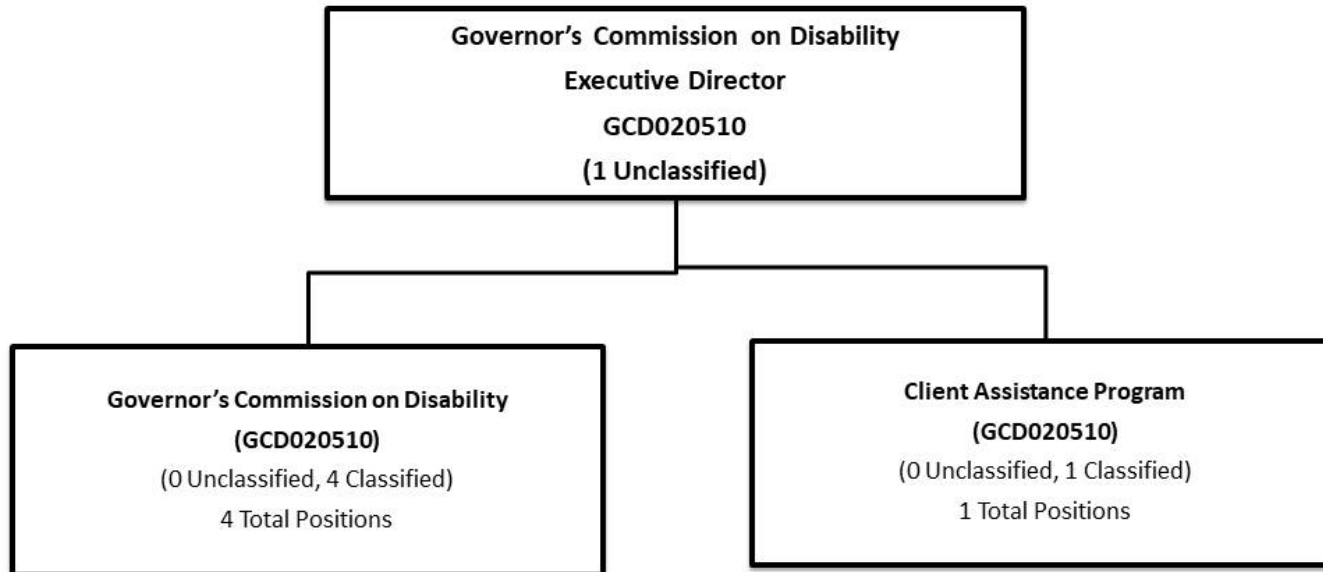 Governor’s Commission on Disability
Executive Director
GCD020510
(1 Unclassified)
Governor’s Commission on Disability
(GCD020510)
(0 Unclassified, 4 Classified)
4 Total Positions
Client Assistance Program
(GCD020510)
(0 Unclassified, 1 Classified)
1 Total Positions